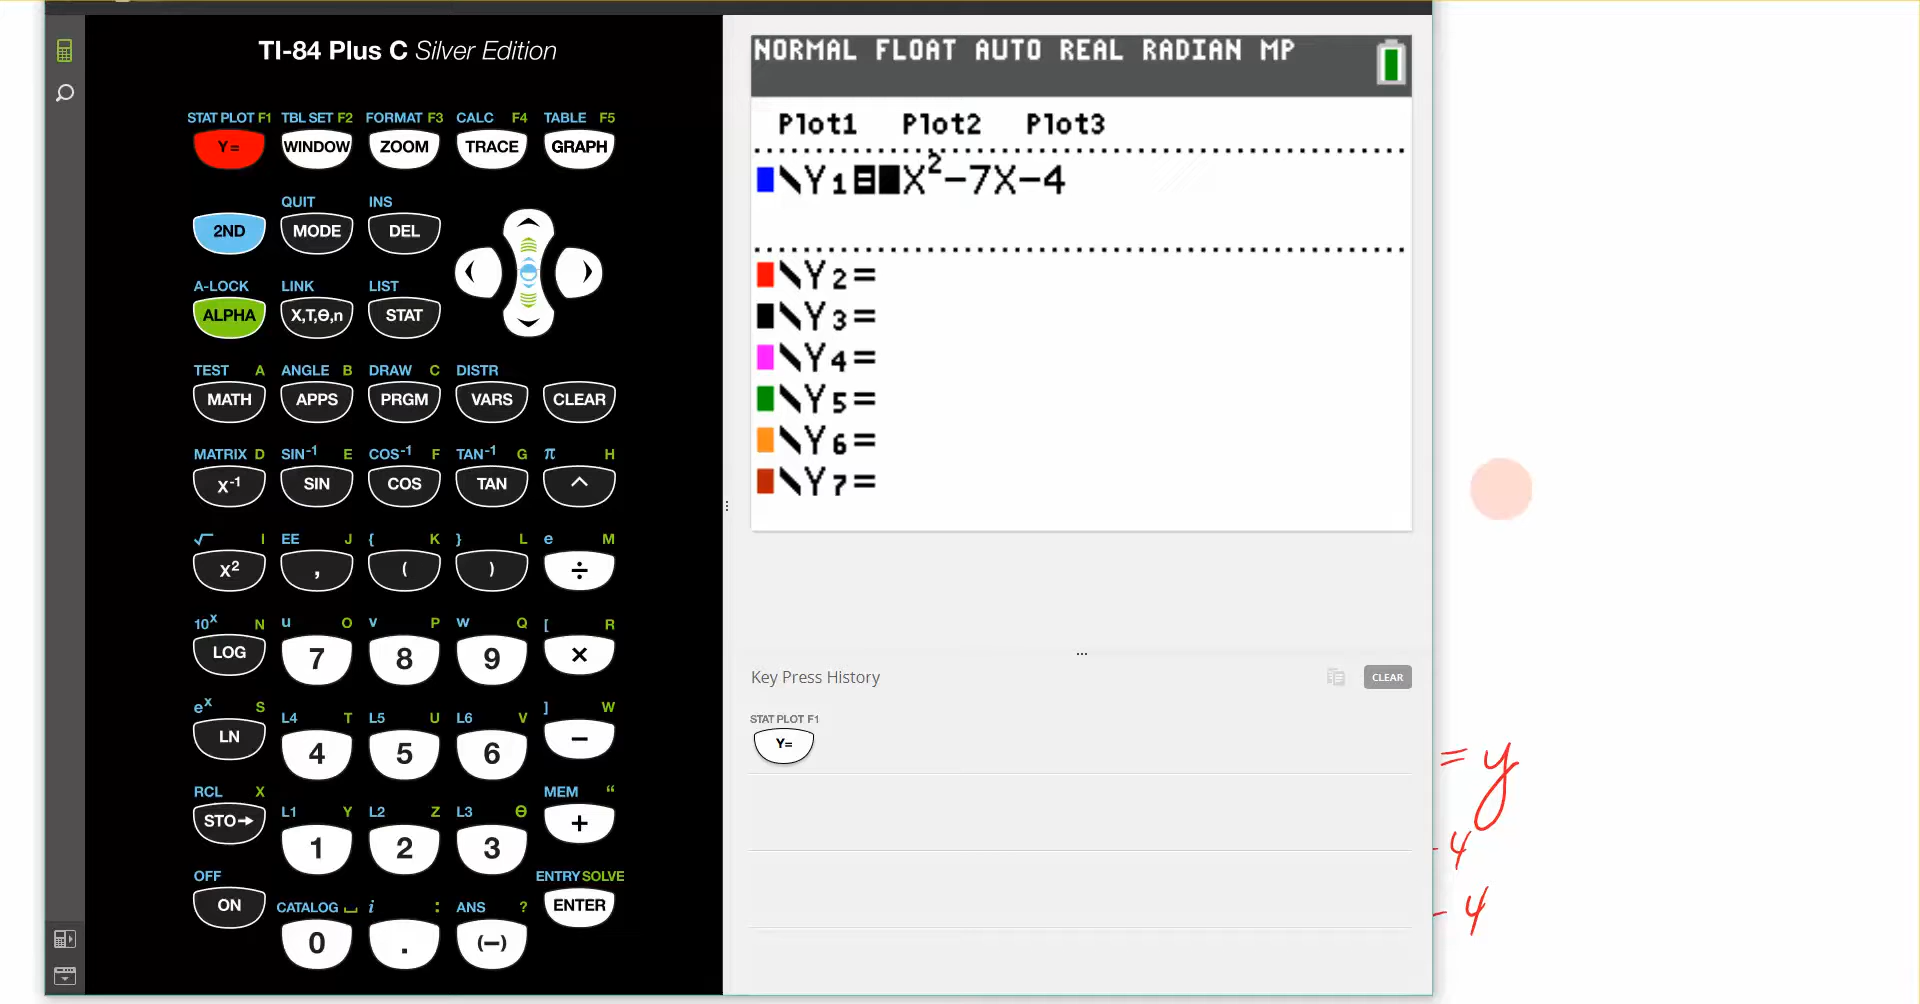 TI-84 Plus C Silver Edition
STAT PLOT F1 TBL SET F2 FORMAT F3 CALC F4 TABLE F5
Y= WINDOW ZOOM TRACE GRAPH
QUIT INS
2ND MODE DEL
A-LOCK LINK LIST
ALPHA X,T,Θ,n STAT
TEST A ANGLE B DRAW C DISTR
MATH APPS PRGM VARS CLEAR
MATRIX D SIN⁻¹ E COS⁻¹ F TAN⁻¹ G π H
X⁻¹ SIN COS TAN ^
√ I EE J { K } L e M
X² , ( ) ÷
10ˣ N u O v P w Q [ R
LOG 7 8 9 ×
eˣ S L4 T L5 U L6 V ] W
LN 4 5 6 −
RCL X L1 Y L2 Z L3 Θ MEM “
STO→ 1 2 3 +
OFF CATALOG ⎵ i : ANS ? ENTRY SOLVE
ON 0 . (−) ENTER
NORMAL FLOAT AUTO REAL RADIAN MP
Plot1 Plot2 Plot3
\Y1=X²−7X−4
\Y2=
\Y3=
\Y4=
\Y5=
\Y6=
\Y7=
Key Press History
CLEAR
STAT PLOT F1
Y=
= y
- 4
- 4